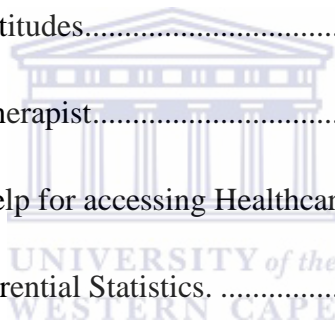 titudes....................................
herapist...................................
elp for accessing Healthcar
UNIVERSITY of the
rential Statistics. ...................
WESTERN CAPE